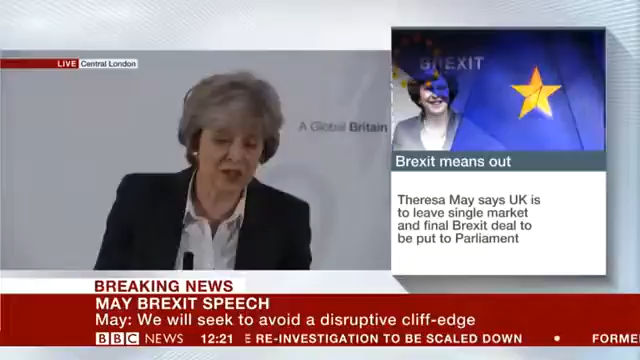 LIVE Central London
A Global Britain
BREXIT
Brexit means out
Theresa May says UK is
to leave single market
and final Brexit deal to
be put to Parliament
BREAKING NEWS
MAY BREXIT SPEECH
May: We will seek to avoid a disruptive cliff-edge
BBC NEWS 12:21 E RE-INVESTIGATION TO BE SCALED DOWN • FORME